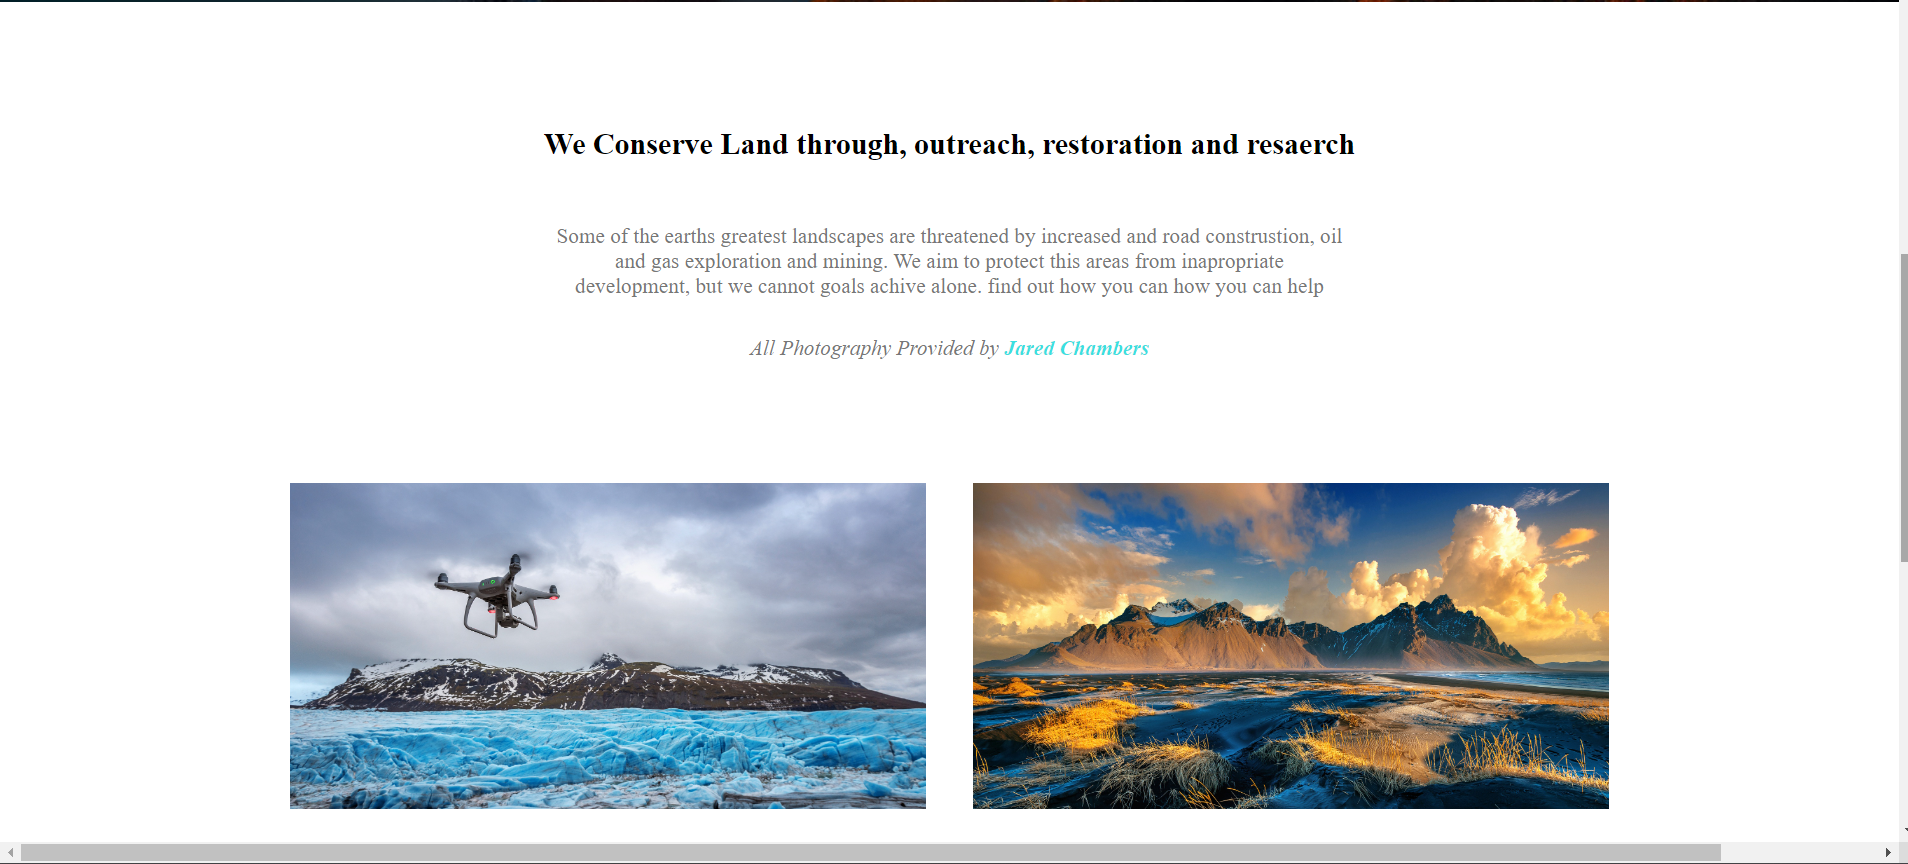 We Conserve Land through, outreach, restoration and resaerch
Some of the earths greatest landscapes are threatened by increased and road constrution, oil
and gas exploration and mining. We aim to protect this areas from inapropriate
development, but we cannot goals achive alone. find out how you can how you can help
All Photography Provided by Jared Chambers